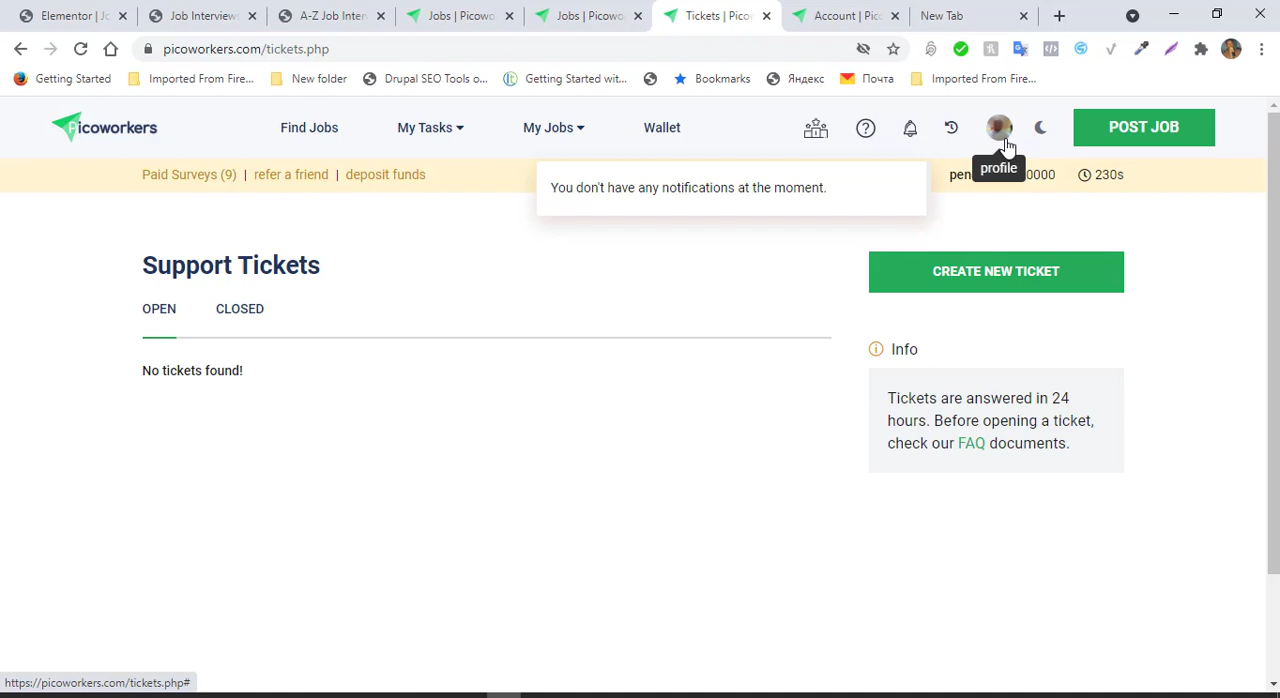 Elementor | Jo
Job Interviews
A-Z Job Inter
Jobs | Picowo
Jobs | Picowo
Tickets | Pico
Account | Pic
New Tab
picoworkers.com/tickets.php
Getting Started
Imported From Fire...
New folder
Drupal SEO Tools o...
Getting Started wit...
Bookmarks
Яндекс
Почта
Imported From Fire...
Picoworkers
Find Jobs
My Tasks
My Jobs
Wallet
POST JOB
profile
Paid Surveys (9) | refer a friend | deposit funds
You don't have any notifications at the moment.
pen
0000
230s
Support Tickets
CREATE NEW TICKET
OPEN
CLOSED
No tickets found!
Info
Tickets are answered in 24
hours. Before opening a ticket,
check our FAQ documents.
https://picoworkers.com/tickets.php#